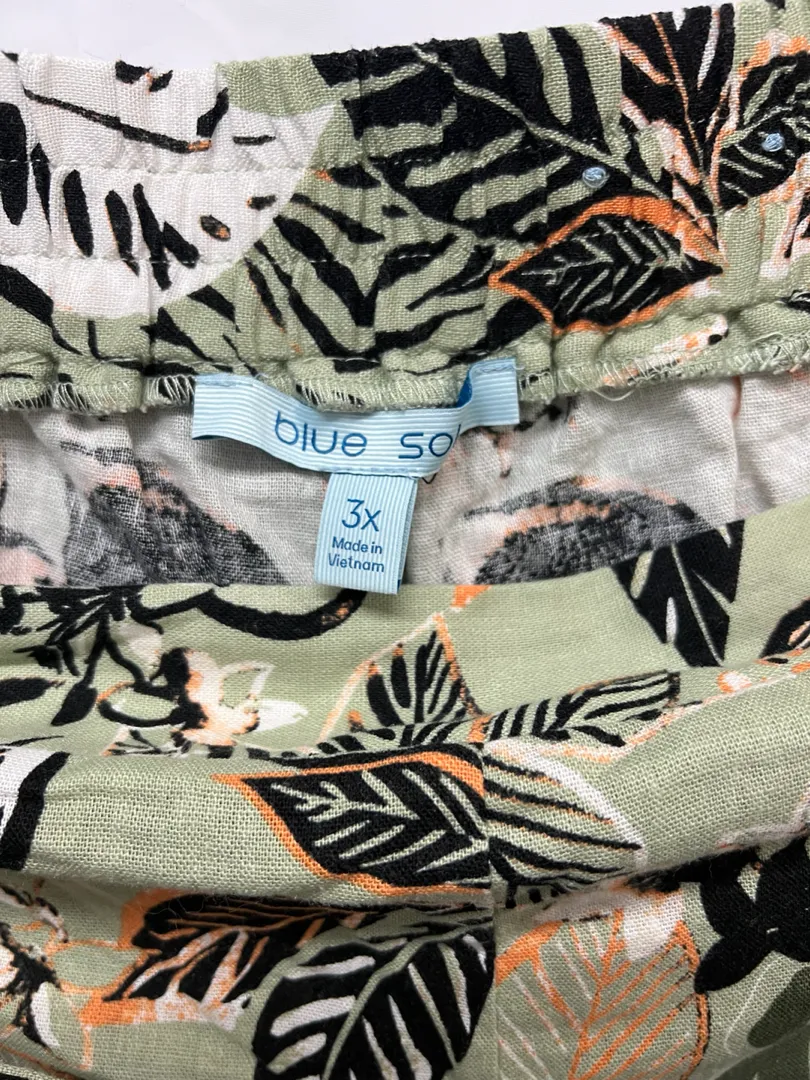 blue
3x
Made in
Vietnam